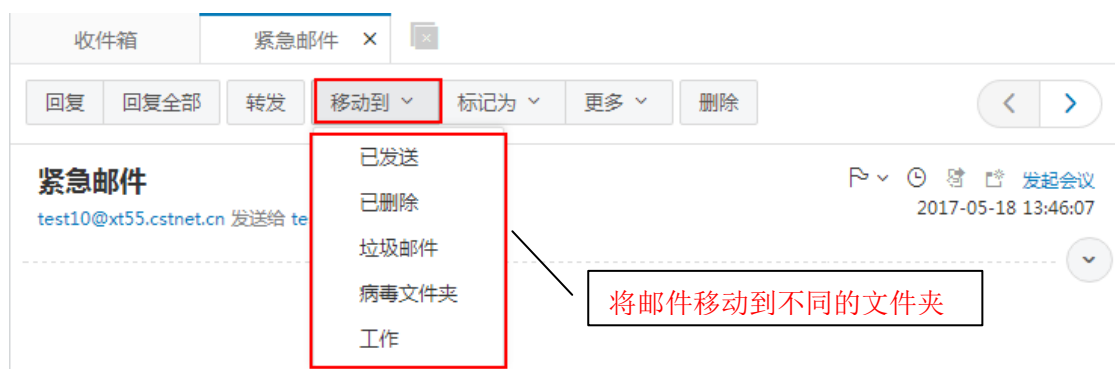 收件箱 紧急邮件
回复 回复全部 转发 移动到 标记为 更多 删除
已发送
紧急邮件 发起会议
已删除 2017-05-18 13:46:07
test10@xt55.cstnet.cn 发送给 te
垃圾邮件
病毒文件夹
将邮件移动到不同的文件夹
工作